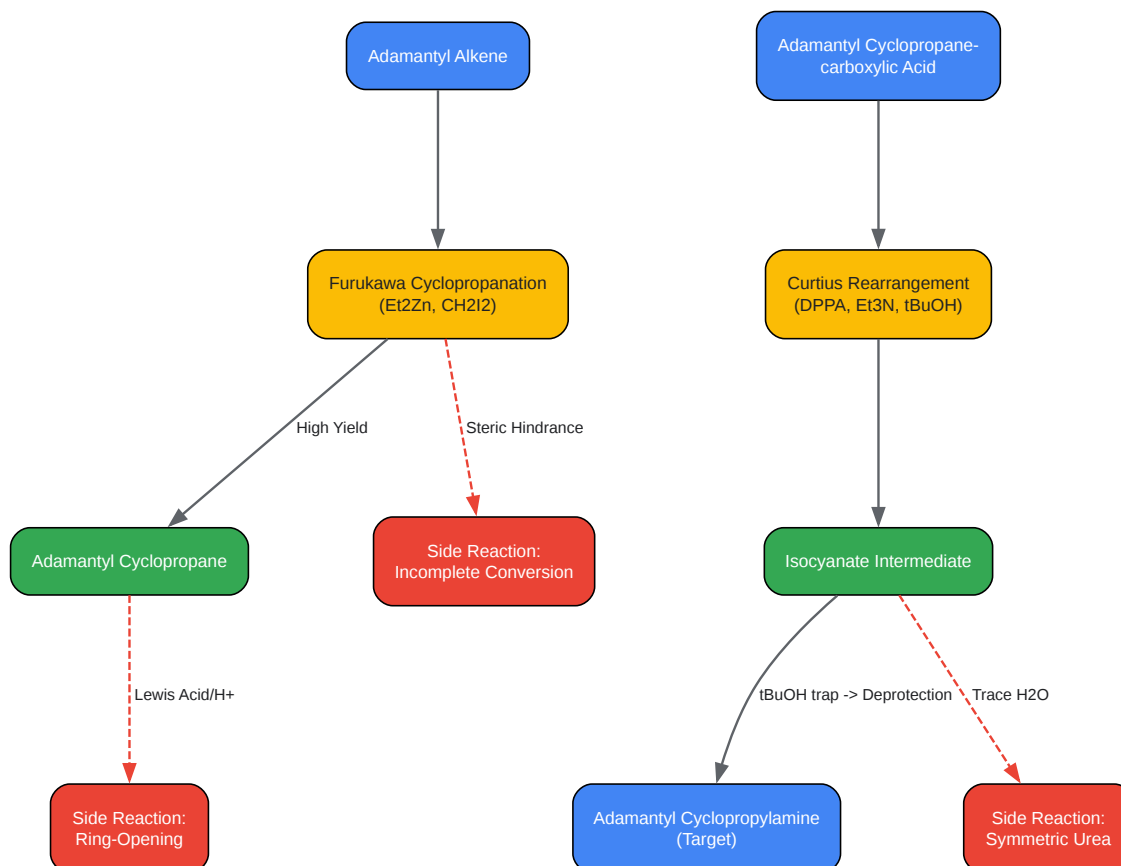 Adamantyl Alkene
Adamantyl Cyclopropane-
carboxylic Acid
Furukawa Cyclopropanation
(Et2Zn, CH2I2)
Curtius Rearrangement
(DPPA, Et3N, tBuOH)
High Yield
Steric Hindrance
Adamantyl Cyclopropane
Side Reaction:
Incomplete Conversion
Isocyanate Intermediate
Lewis Acid/H+
tBuOH trap -> Deprotection
Trace H2O
Side Reaction:
Ring-Opening
Adamantyl Cyclopropylamine
(Target)
Side Reaction:
Symmetric Urea